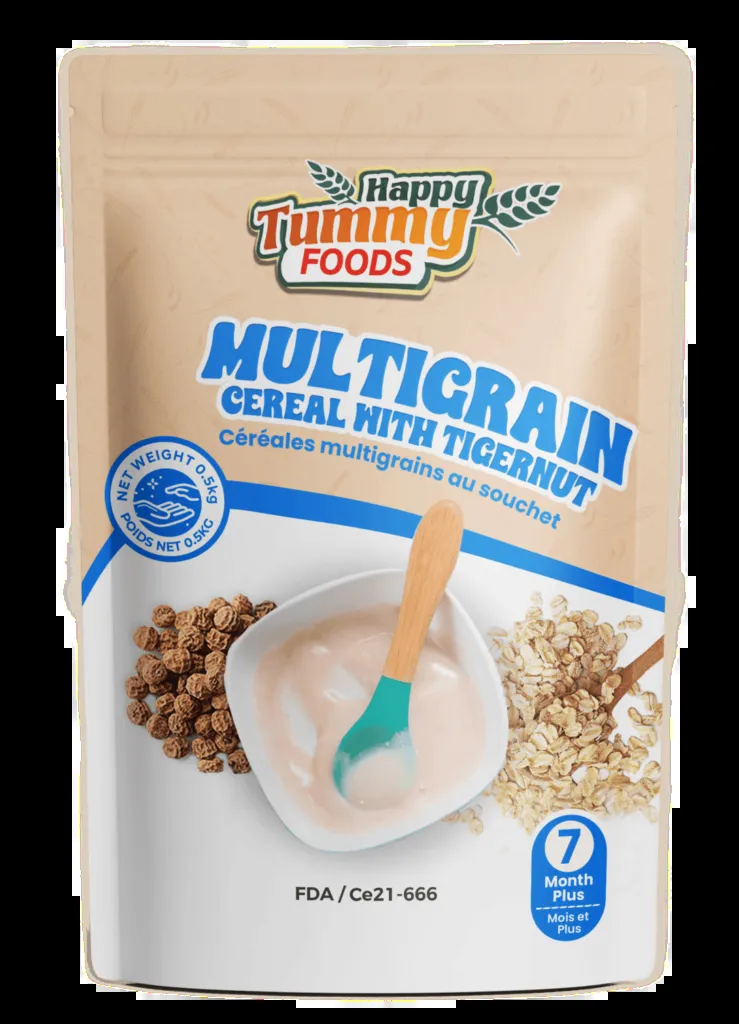 Happy
Tummy
FOODS
MULTIGRAIN
CEREAL WITH TIGERNUT
Céréales multigrains au souchet
NET WEIGHT 0.5kg
POIDS NET 0.5KG
7
Month
Plus
Mois et
Plus
FDA / Ce21-666